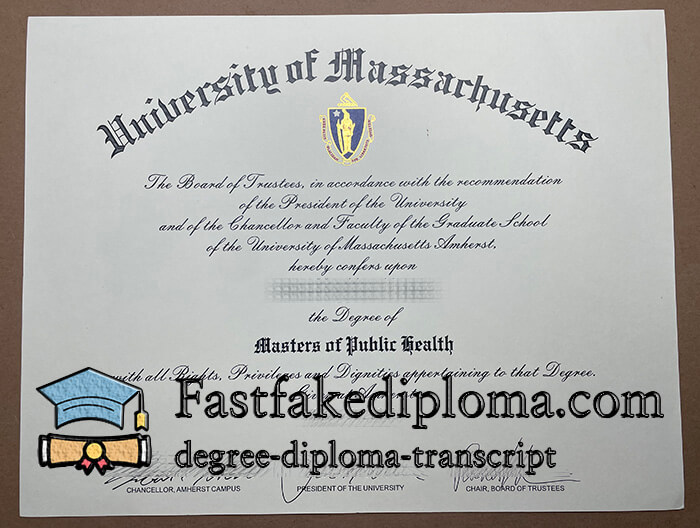 University of Massachusetts
The Board of Trustees, in accordance with the recommendation
of the President of the University
and of the Chancellor and Faculty of the Graduate School
of the University of Massachusetts Amherst,
hereby confers upon
the Degree of
Masters of Public Health
with all Rights, Privileges and Dignities appertaining to that Degree.
Fastfakediploma.com
degree-diploma-transcript
CHANCELLOR, AMHERST CAMPUS PRESIDENT OF THE UNIVERSITY CHAIR, BOARD OF TRUSTEES